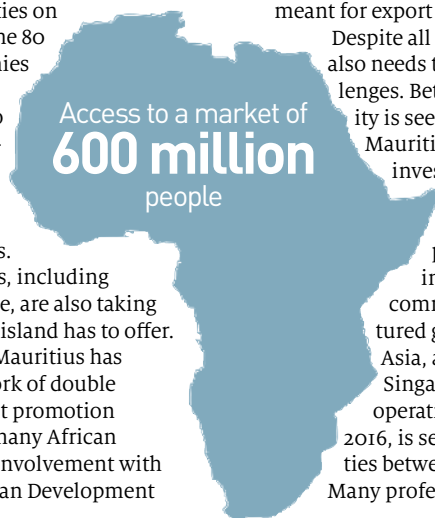 ties on
he 80
nies
Access to a market of
600 million
people
s.
s, including
e, are also taking
island has to offer.
Mauritius has
rk of double
t promotion
many African
nvolvement with
an Development
meant for export
Despite all
also needs t
lenges. Bet
ity is see
Mauriti
inves
p
in
comm
tured g
Asia, a
Singa
operati
2016, is se
ties betwe
Many profe